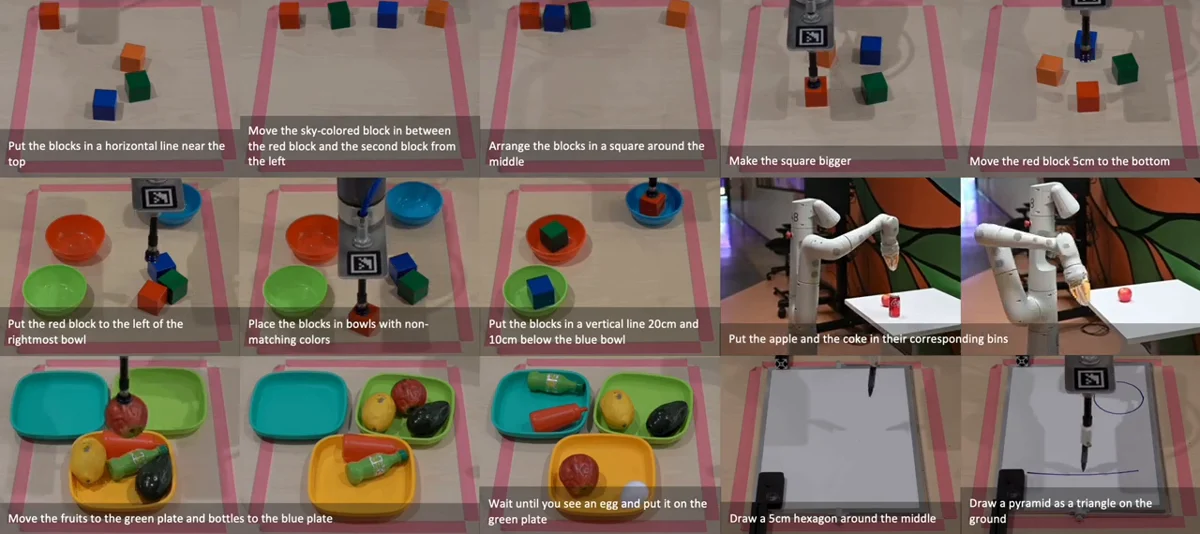 Put the blocks in a horizontal line near the
top
Move the sky-colored block in between
the red block and the second block from
the left
Arrange the blocks in a square around the
middle
Make the square bigger
Move the red block 5cm to the bottom
Put the red block to the left of the
rightmost bowl
Place the blocks in bowls with non-
matching colors
Put the blocks in a vertical line 20cm and
10cm below the blue bowl
Put the apple and the coke in their corresponding bins
Move the fruits to the green plate and bottles to the blue plate
Wait until you see an egg and put it on the
green plate
Draw a 5cm hexagon around the middle
Draw a pyramid as a triangle on the
ground